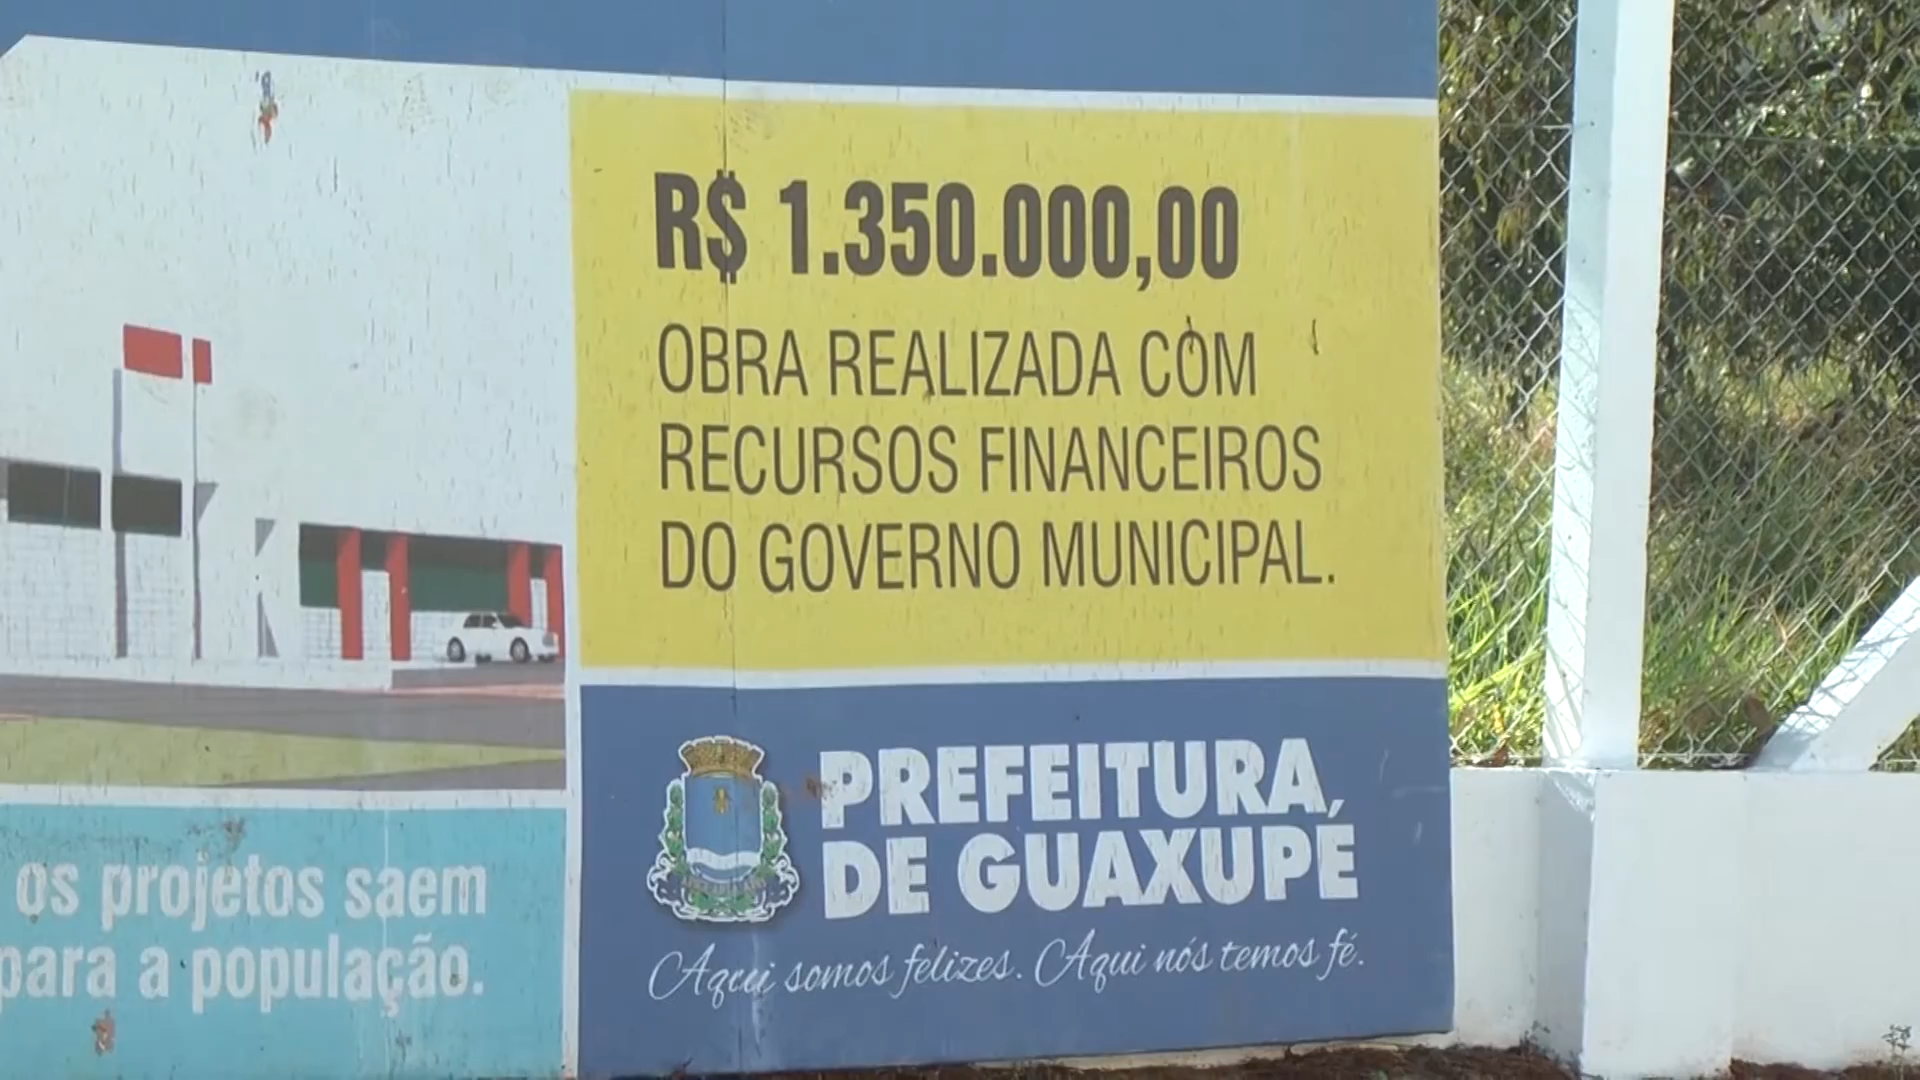 R$ 1.350.000,00
OBRA REALIZADA COM
RECURSOS FINANCEIROS
DO GOVERNO MUNICIPAL.
os projetos saem
para a população.
PREFEITURA
DE GUAXUPÉ
Aqui somos felizes. Aqui nós temos fé.